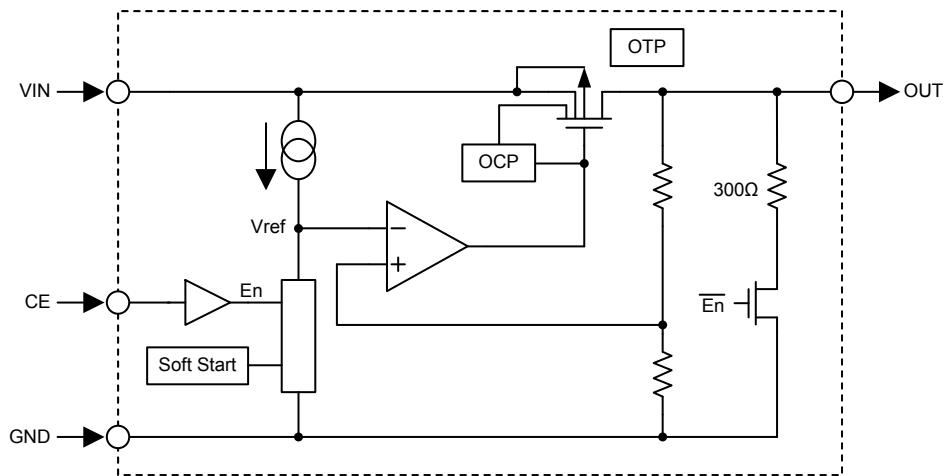 OTP
VIN
OUT
OCP
300Ω
Vref
−
+
CE
En
En
Soft Start
GND